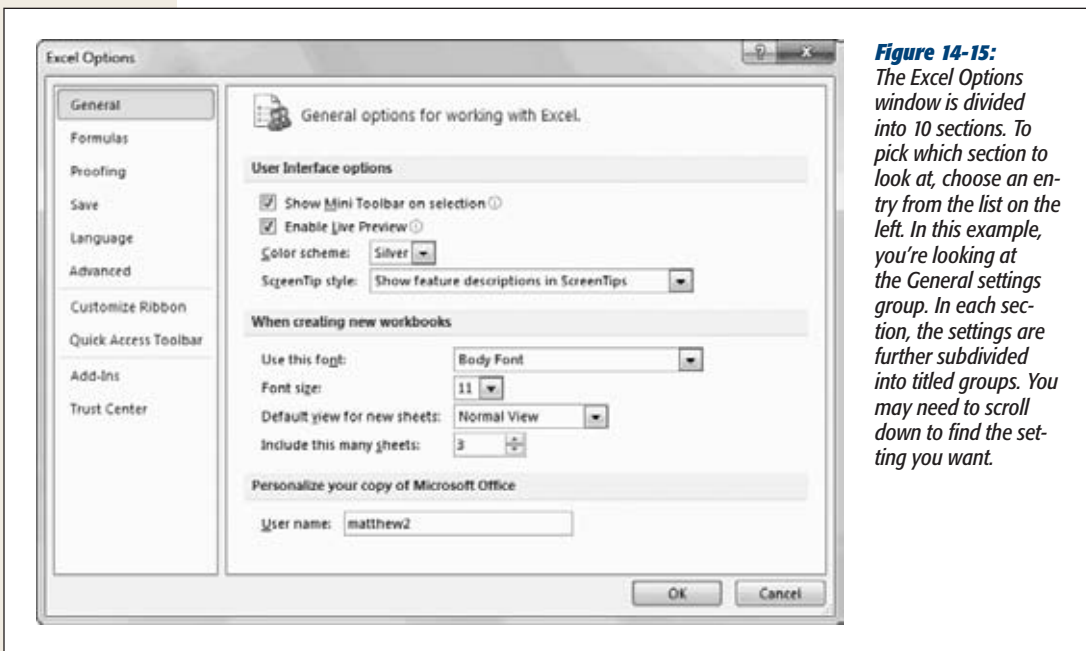 Excel Options
General
Formulas
Proofing
Save
Language
Advanced
Customize Ribbon
Quick Access Toolbar
Add-Ins
Trust Center
General options for working with Excel.
User Interface options
Show Mini Toolbar on selection
Enable Live Preview
Color scheme: Silver
ScreenTip style: Show feature descriptions in ScreenTips
When creating new workbooks
Use this font: Body Font
Font size: 11
Default view for new sheets: Normal View
Include this many sheets: 3
Personalize your copy of Microsoft Office
User name: matthew2
OK Cancel
Figure 14-15:
The Excel Options
window is divided
into 10 sections. To
pick which section to
look at, choose an en-
try from the list on the
left. In this example,
you're looking at
the General settings
group. In each sec-
tion, the settings are
further subdivided
into titled groups. You
may need to scroll
down to find the set-
ting you want.